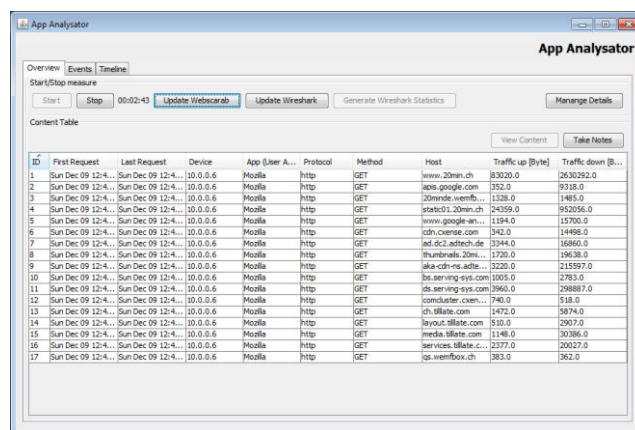 App Analysator
App Analysator
Overview Events Timeline
Start/Stop measure
Start Stop 00:02:43 Update Webscarab Update Wireshark Generate Wireshark Statistics Manange Details
Content Table
View Content Take Notes
ID First Request Last Request Device App (User A... Protocol Method Host Traffic up [Byte] Traffic down [B...
1 Sun Dec 09 12:4... Sun Dec 09 12:4... 10.0.0.6 Mozilla http GET www.20min.ch 83020.0 2630292.0
2 Sun Dec 09 12:4... Sun Dec 09 12:4... 10.0.0.6 Mozilla http GET apis.google.com 352.0 9318.0
3 Sun Dec 09 12:4... Sun Dec 09 12:4... 10.0.0.6 Mozilla http GET 20minde.wemfb... 1328.0 1485.0
4 Sun Dec 09 12:4... Sun Dec 09 12:4... 10.0.0.6 Mozilla http GET static01.20min.ch 24359.0 952056.0
5 Sun Dec 09 12:4... Sun Dec 09 12:4... 10.0.0.6 Mozilla http GET www.google-an... 1194.0 15700.0
6 Sun Dec 09 12:4... Sun Dec 09 12:4... 10.0.0.6 Mozilla http GET cdn.cxense.com 342.0 14498.0
7 Sun Dec 09 12:4... Sun Dec 09 12:4... 10.0.0.6 Mozilla http GET ad.dc2.adtech.de 3344.0 16860.0
8 Sun Dec 09 12:4... Sun Dec 09 12:4... 10.0.0.6 Mozilla http GET thumbnails.20mi... 1720.0 19638.0
9 Sun Dec 09 12:4... Sun Dec 09 12:4... 10.0.0.6 Mozilla http GET aka-cdn-ns.adte... 3220.0 215597.0
10 Sun Dec 09 12:4... Sun Dec 09 12:4... 10.0.0.6 Mozilla http GET bs.serving-sys.com 1005.0 2783.0
11 Sun Dec 09 12:4... Sun Dec 09 12:4... 10.0.0.6 Mozilla http GET ds.serving-sys.com 3960.0 298887.0
12 Sun Dec 09 12:4... Sun Dec 09 12:4... 10.0.0.6 Mozilla http GET comcluster.cxen... 740.0 518.0
13 Sun Dec 09 12:4... Sun Dec 09 12:4... 10.0.0.6 Mozilla http GET ch.tilllate.com 1472.0 5874.0
14 Sun Dec 09 12:4... Sun Dec 09 12:4... 10.0.0.6 Mozilla http GET layout.tilllate.com 510.0 2907.0
15 Sun Dec 09 12:4... Sun Dec 09 12:4... 10.0.0.6 Mozilla http GET media.tilllate.com 1148.0 30386.0
16 Sun Dec 09 12:4... Sun Dec 09 12:4... 10.0.0.6 Mozilla http GET services.tilllate.c... 2377.0 20027.0
17 Sun Dec 09 12:4... Sun Dec 09 12:4... 10.0.0.6 Mozilla http GET qs.wemfbox.ch 383.0 362.0